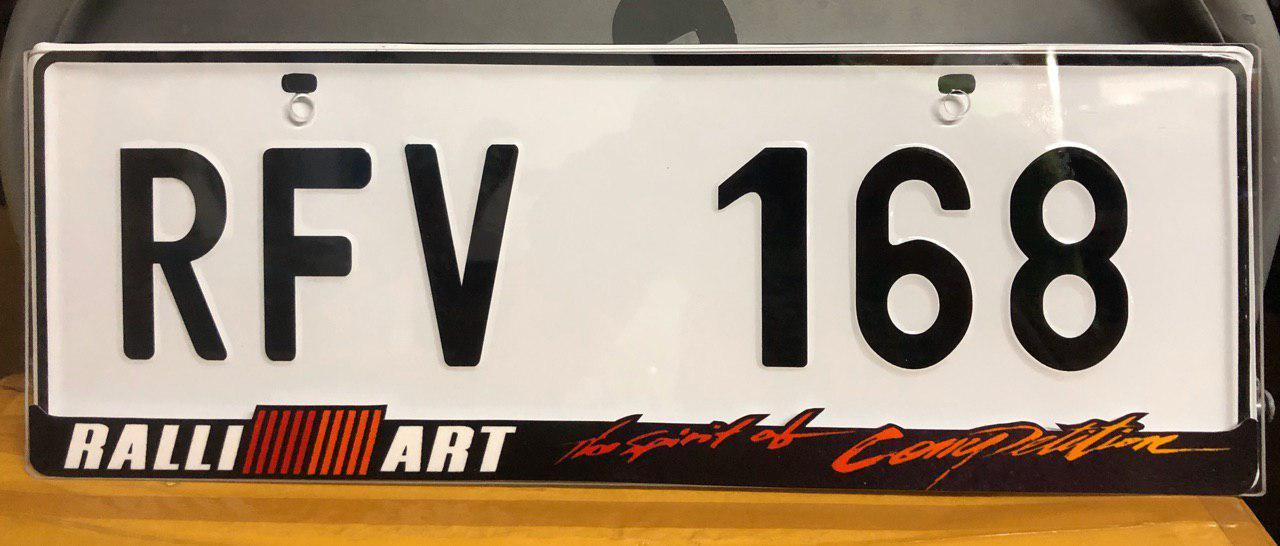 RFV 168
RALLI ART The Spirit of Competition